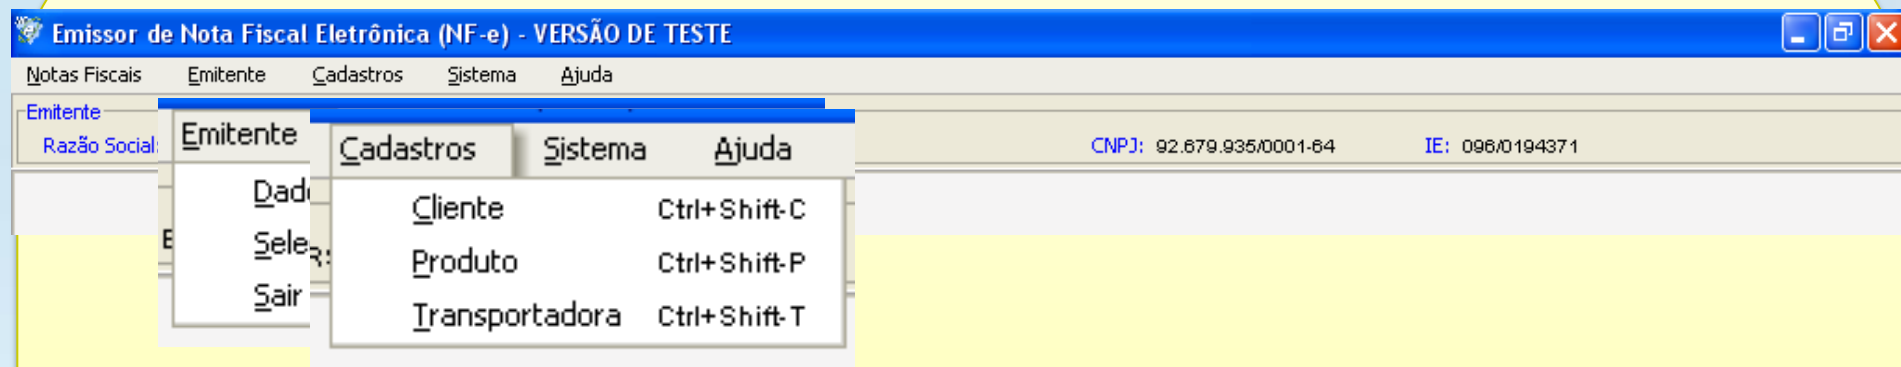 Emissor de Nota Fiscal Eletrônica (NF-e) - VERSÃO DE TESTE
Notas Fiscais Emitente Cadastros Sistema Ajuda
Emitente
Razão Social: CNPJ: 92.679.935/0001-64 IE: 096/0194371
Emitente
Sair
Cadastros Sistema Ajuda
Cliente Ctrl+Shift-C
Produto Ctrl+Shift-P
Transportadora Ctrl+Shift-T